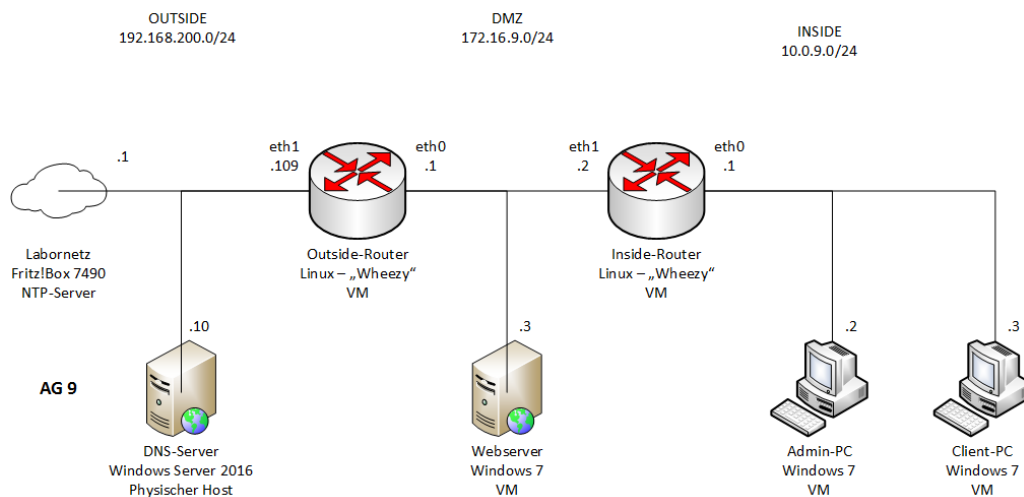 OUTSIDE
192.168.200.0/24
DMZ
172.16.9.0/24
INSIDE
10.0.9.0/24
.1
eth1
.109
eth0
.1
eth1
.2
eth0
.1
Labornetz
Fritz!Box 7490
NTP-Server
Outside-Router
Linux – „Wheezy“
VM
Inside-Router
Linux – „Wheezy“
VM
.10
.3
.2
.3
AG 9
DNS-Server
Windows Server 2016
Physischer Host
Webserver
Windows 7
VM
Admin-PC
Windows 7
VM
Client-PC
Windows 7
VM